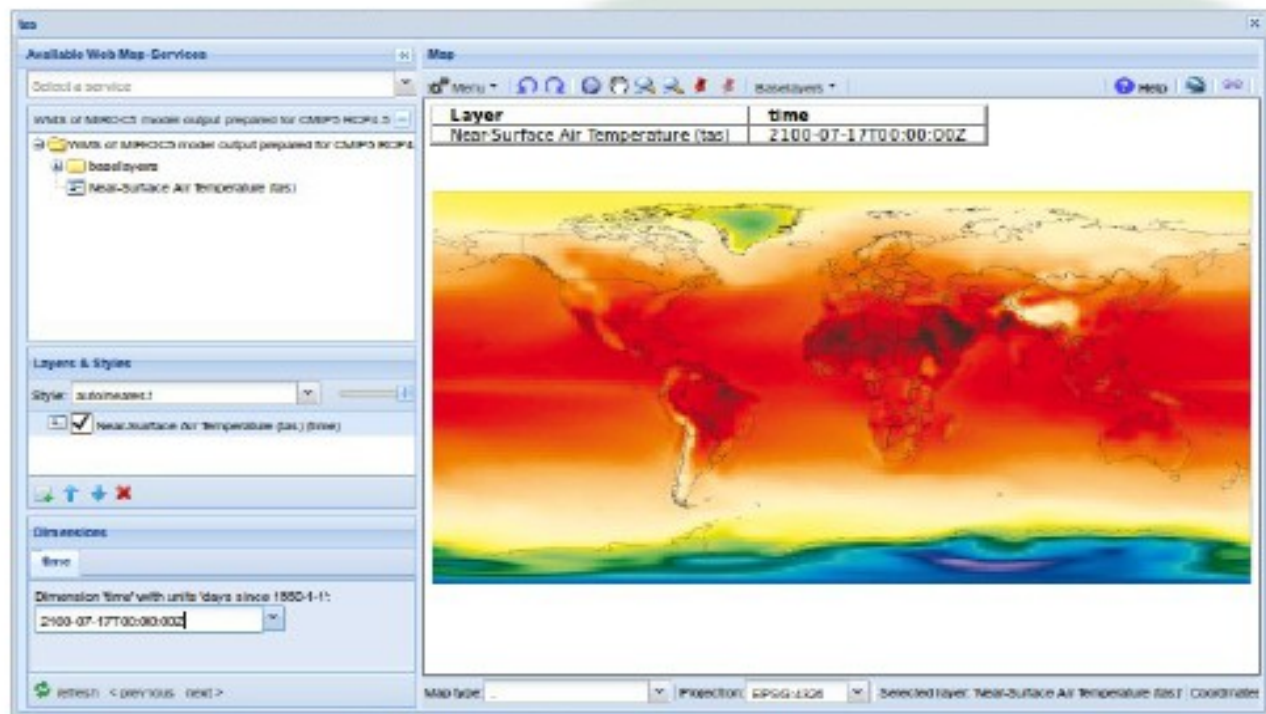 tas
Available Web Map-Services
Select a service
WMS of MIROC5 model output prepared for CMIP5 RCP4.5
WMS of MIROC5 model output prepared for CMIP5 RCP4
baselayers
Near-Surface Air Temperature (tas)
Layers & Styles
Style:
Near-Surface Air Temperature (tas) (time)
Dimensions
time
Dimension 'time' with units 'days since 1850-1-1':
2100-07-17T00:00:00Z
refresh < previous next >
Map
Menu Baselayers Help
Layer time
Near-Surface Air Temperature (tas) 2100-07-17T00:00:00Z
Map type: Projection: EPSG:4326 Selected layer: 'Near-Surface Air Temperature (tas)' Coordinates